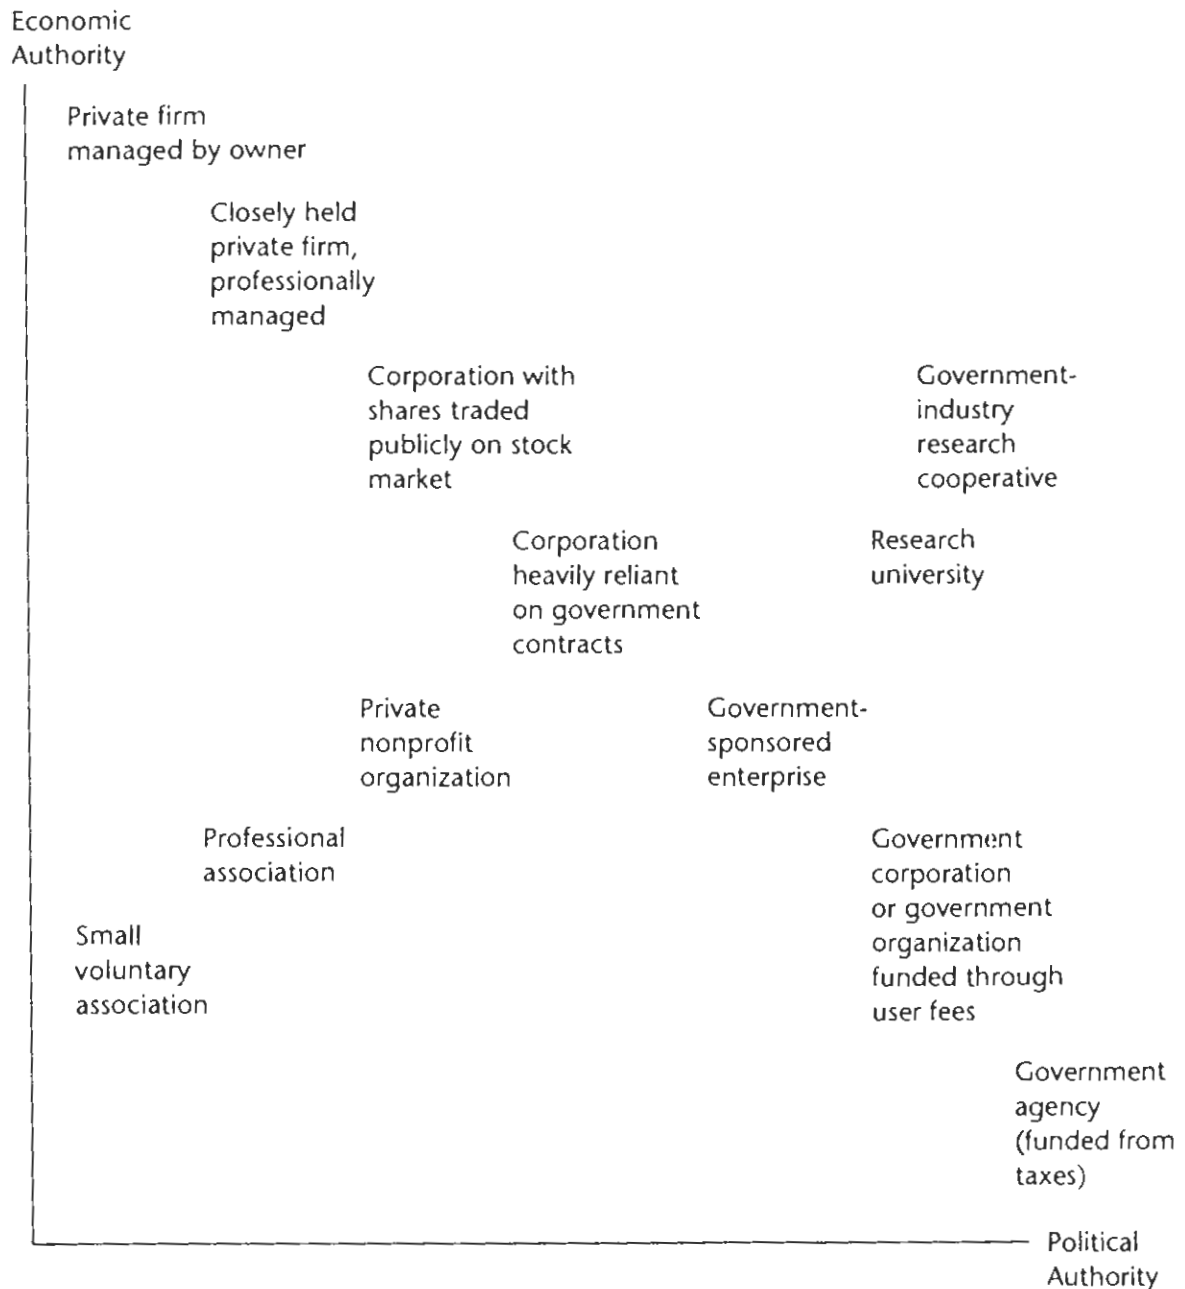 Economic
Authority
Private firm
managed by owner
Closely held
private firm,
professionally
managed
Corporation with
shares traded
publicly on stock
market
Government-
industry
research
cooperative
Corporation
heavily reliant
on government
contracts
Research
university
Private
nonprofit
organization
Government-
sponsored
enterprise
Professional
association
Government
corporation
or government
organization
funded through
user fees
Small
voluntary
association
Government
agency
(funded from
taxes)
Political
Authority